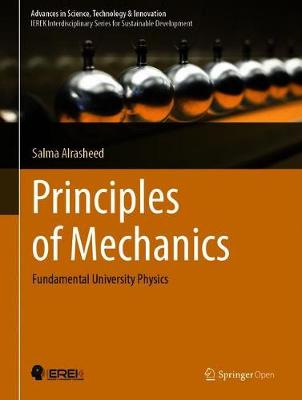 Advances in Science, Technology & Innovation
IEREK Interdisciplinary Series for Sustainable Development
Salma Alrasheed
Principles
of Mechanics
Fundamental University Physics
IEREK
Springer Open